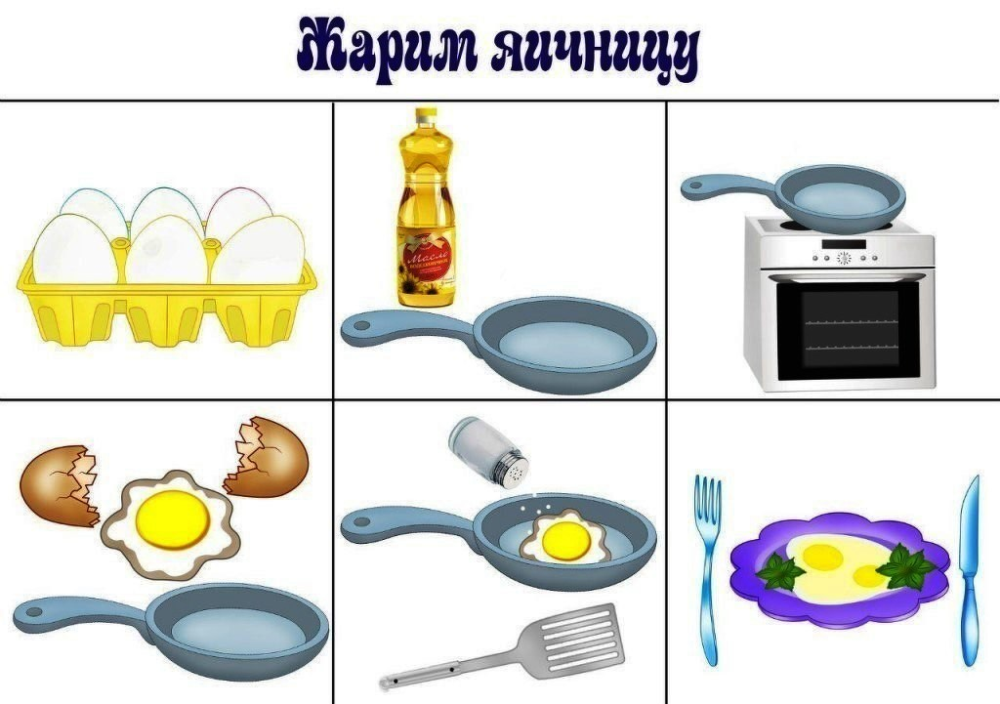 Жарим яичницу
Масло